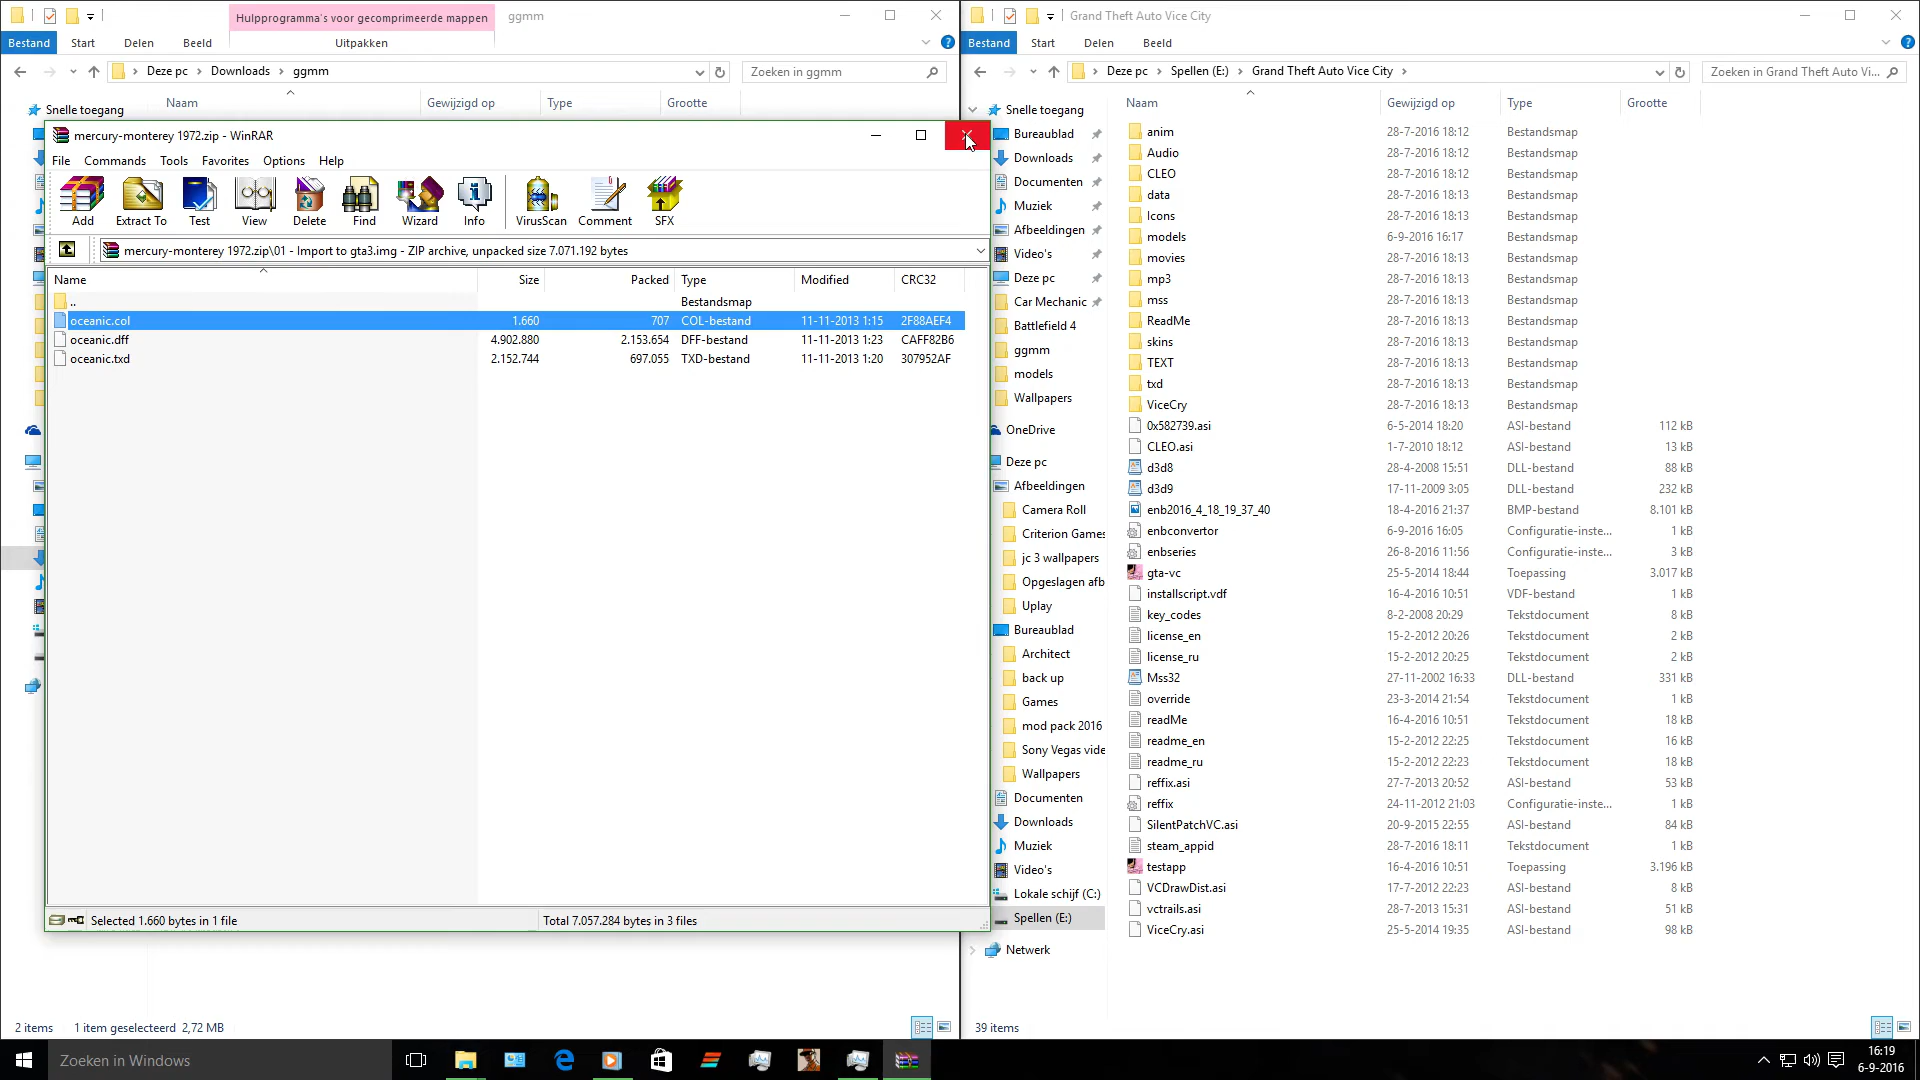 Hulpprogramma's voor gecomprimeerde mappen
ggmm
Bestand
Start
Delen
Beeld
Uitpakken
Deze pc
Downloads
ggmm
Zoeken in ggmm
Snelle toegang
Naam
Gewijzigd op
Type
Grootte
mercury-monterey 1972.zip - WinRAR
File
Commands
Tools
Favorites
Options
Help
Add
Extract To
Test
View
Delete
Find
Wizard
Info
VirusScan
Comment
SFX
mercury-monterey 1972.zip\01 - Import to gta3.img - ZIP archive, unpacked size 7.071.192 bytes
Name Size Packed Type Modified CRC32
.. Bestandsmap
oceanic.col 1.660 707 COL-bestand 11-11-2013 1:15 2F88AEF4
oceanic.dff 4.902.880 2.153.654 DFF-bestand 11-11-2013 1:23 CAFF82B6
oceanic.txd 2.152.744 697.055 TXD-bestand 11-11-2013 1:20 307952AF
Selected 1.660 bytes in 1 file
Total 7.057.284 bytes in 3 files
2 items
1 item geselecteerd 2,72 MB
Grand Theft Auto Vice City
Bestand
Start
Delen
Beeld
Deze pc
Spellen (E:)
Grand Theft Auto Vice City
Zoeken in Grand Theft Auto Vi...
Snelle toegang
Bureaublad
Downloads
Documenten
Muziek
Afbeeldingen
Video's
Deze pc
Car Mechanic
Battlefield 4
ggmm
models
Wallpapers
OneDrive
Deze pc
Afbeeldingen
Camera Roll
Criterion Games
jc 3 wallpapers
Opgeslagen afb
Uplay
Bureaublad
Architect
back up
Games
mod pack 2016
Sony Vegas vide
Wallpapers
Documenten
Downloads
Muziek
Video's
Lokale schijf (C:)
Spellen (E:)
Netwerk
Naam Gewijzigd op Type Grootte
anim 28-7-2016 18:12 Bestandsmap
Audio 28-7-2016 18:12 Bestandsmap
CLEO 28-7-2016 18:12 Bestandsmap
data 28-7-2016 18:13 Bestandsmap
Icons 28-7-2016 18:13 Bestandsmap
models 6-9-2016 16:17 Bestandsmap
movies 28-7-2016 18:13 Bestandsmap
mp3 28-7-2016 18:13 Bestandsmap
mss 28-7-2016 18:13 Bestandsmap
ReadMe 28-7-2016 18:13 Bestandsmap
skins 28-7-2016 18:13 Bestandsmap
TEXT 28-7-2016 18:13 Bestandsmap
txd 28-7-2016 18:13 Bestandsmap
ViceCry 28-7-2016 18:13 Bestandsmap
0x582739.asi 6-5-2014 18:20 ASI-bestand 112 kB
CLEO.asi 1-7-2010 18:12 ASI-bestand 13 kB
d3d8 28-4-2008 15:51 DLL-bestand 88 kB
d3d9 17-11-2009 3:05 DLL-bestand 232 kB
enb2016_4_18_19_37_40 18-4-2016 21:37 BMP-bestand 8.101 kB
enbconvertor 6-9-2016 16:05 Configuratie-inste... 1 kB
enbseries 26-8-2016 11:56 Configuratie-inste... 3 kB
gta-vc 25-5-2014 18:44 Toepassing 3.017 kB
installscript.vdf 16-4-2016 10:51 VDF-bestand 1 kB
key_codes 8-2-2008 20:29 Tekstdocument 8 kB
license_en 15-2-2012 20:26 Tekstdocument 2 kB
license_ru 15-2-2012 20:25 Tekstdocument 2 kB
Mss32 27-11-2002 16:33 DLL-bestand 331 kB
override 23-3-2014 21:54 Tekstdocument 1 kB
readMe 16-4-2016 10:51 Tekstdocument 18 kB
readme_en 15-2-2012 22:25 Tekstdocument 16 kB
readme_ru 15-2-2012 22:23 Tekstdocument 18 kB
reffix.asi 27-7-2013 20:52 ASI-bestand 53 kB
reffix 24-11-2012 21:03 Configuratie-inste... 1 kB
SilentPatchVC.asi 20-9-2015 22:55 ASI-bestand 84 kB
steam_appid 28-7-2016 18:11 Tekstdocument 1 kB
testapp 16-4-2016 10:51 Toepassing 3.196 kB
VCDrawDist.asi 17-7-2012 22:23 ASI-bestand 8 kB
vctrails.asi 28-7-2013 15:31 ASI-bestand 51 kB
ViceCry.asi 25-5-2014 19:35 ASI-bestand 98 kB
39 items
Zoeken in Windows
16:19
6-9-2016